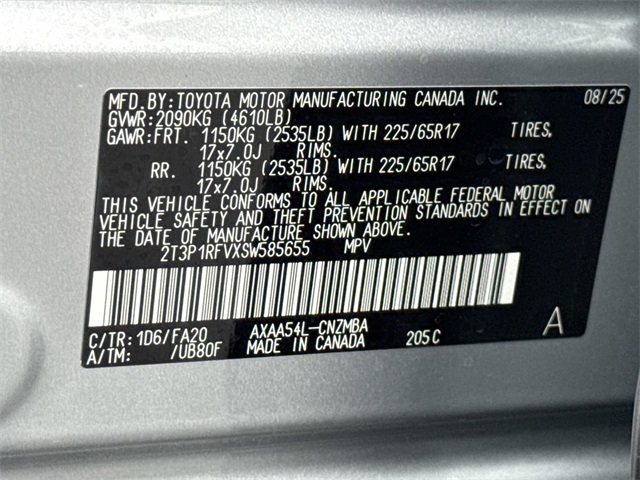 MFD.BY:TOYOTA MOTOR MANUFACTURING CANADA INC. 08/25
GVWR:2090KG (4610LB)
GAWR:FRT. 1150KG (2535LB) WITH 225/65R17 TIRES,
17x7.0J RIMS.
RR. 1150KG (2535LB) WITH 225/65R17 TIRES,
17x7.0J RIMS.
THIS VEHICLE CONFORMS TO ALL APPLICABLE FEDERAL MOTOR
VEHICLE SAFETY AND THEFT PREVENTION STANDARDS IN EFFECT ON
THE DATE OF MANUFACTURE SHOWN ABOVE.
2T3P1RFVXSW585655 MPV
C/TR:1D6/FA20 AXAA54L-CNZMBA 205C A
A/TM: /UB80F MADE IN CANADA